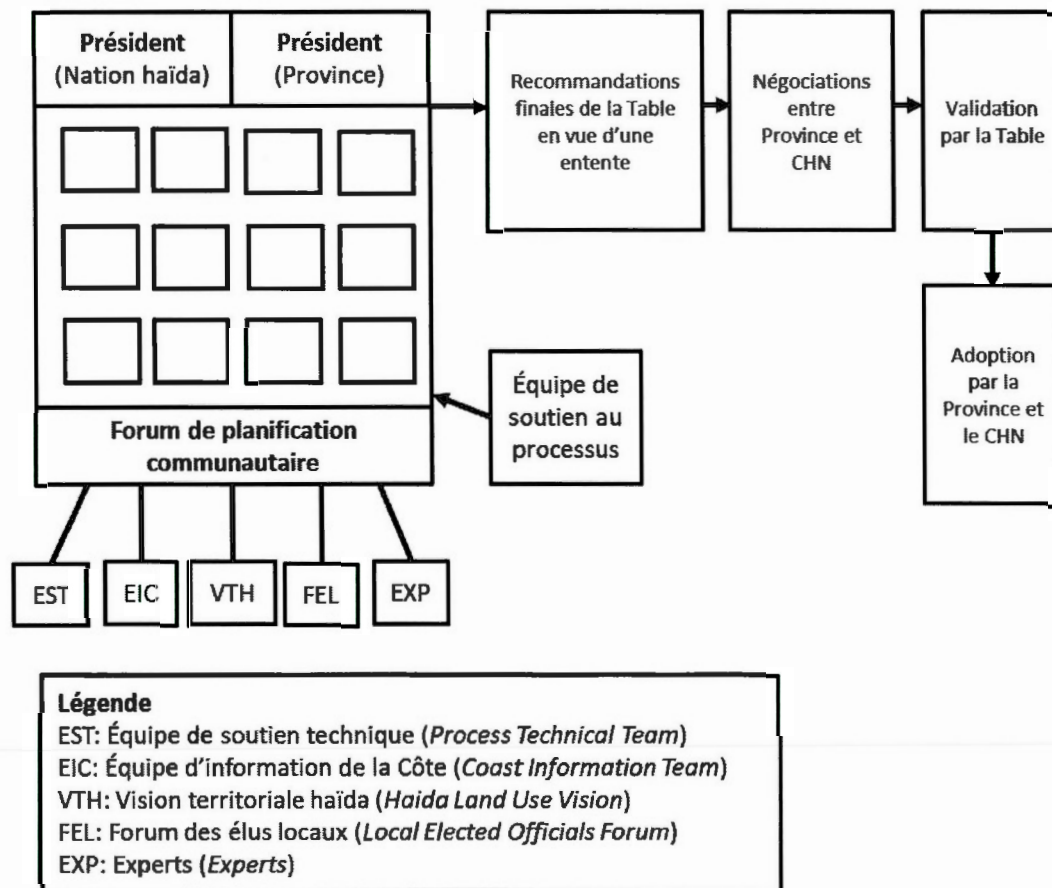 Président
(Nation haïda)
Président
(Province)
Recommandations
finales de la Table
en vue d'une
entente
Négociations
entre
Province et
CHN
Validation
par la Table
Adoption
par la
Province et
le CHN
Équipe de
soutien au
processus
Forum de planification
communautaire
EST
EIC
VTH
FEL
EXP
Légende
EST: Équipe de soutien technique (Process Technical Team)
EIC: Équipe d'information de la Côte (Coast Information Team)
VTH: Vision territoriale haïda (Haida Land Use Vision)
FEL: Forum des élus locaux (Local Elected Officials Forum)
EXP: Experts (Experts)